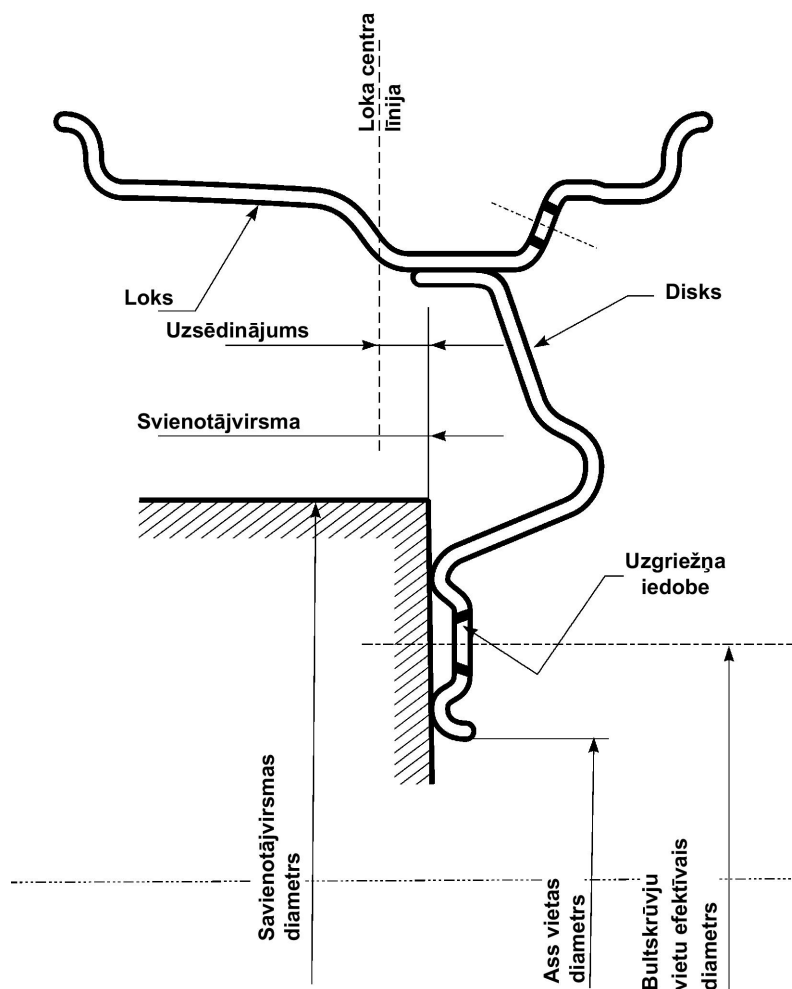 Loka centra
līnija
Loks
Disks
Uzsēdinājums
Svienotājvirsma
Uzgriežņa
iedobe
Savienotājvirsmas
diametrs
Ass vietas
diametrs
Bultskrūvju
vietu efektīvais
diametrs